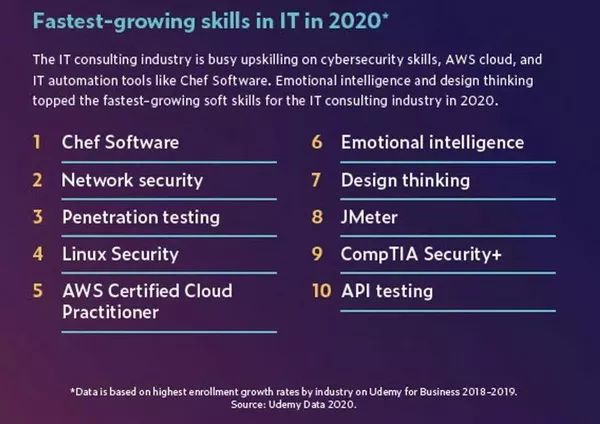 Fastest-growing skills in IT in 2020*
The IT consulting industry is busy upskilling on cybersecurity skills, AWS cloud, and
IT automation tools like Chef Software. Emotional intelligence and design thinking
topped the fastest-growing soft skills for the IT consulting industry in 2020.
1 Chef Software
2 Network security
3 Penetration testing
4 Linux Security
5 AWS Certified Cloud
Practitioner
6 Emotional intelligence
7 Design thinking
8 JMeter
9 CompTIA Security+
10 API testing
*Data is based on highest enrollment growth rates by industry on Udemy for Business 2018-2019.
Source: Udemy Data 2020.